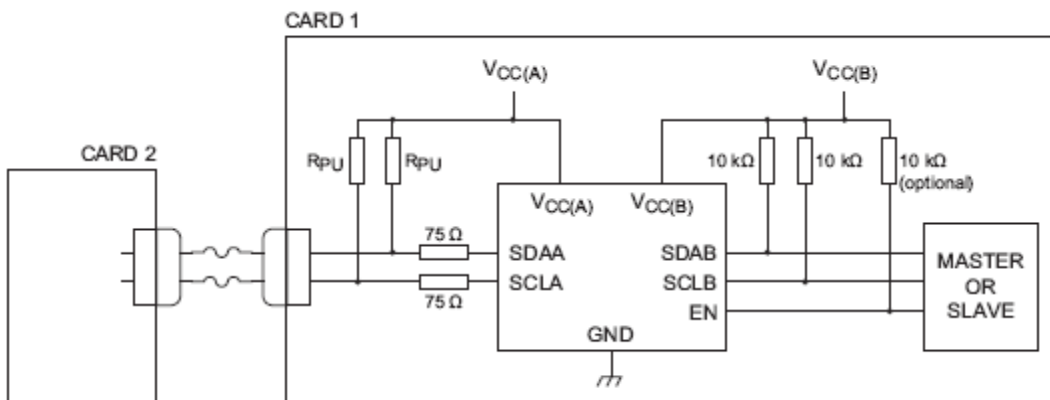 CARD 1
VCC(A)
VCC(B)
CARD 2
RPU
RPU
10 kΩ
10 kΩ
10 kΩ
(optional)
VCC(A)
VCC(B)
75 Ω
SDAA
SDAB
MASTER
OR
SLAVE
SCLA
SCLB
75 Ω
EN
GND